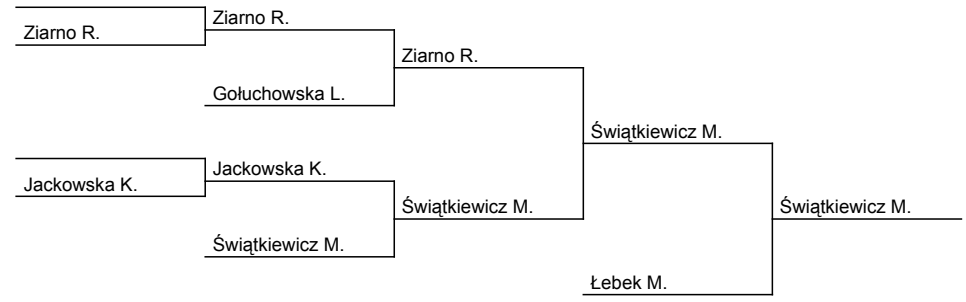 Ziarno R.
Ziarno R.
Ziarno R.
Gołuchowska L.
Świątkiewicz M.
Jackowska K.
Jackowska K.
Świątkiewicz M.
Świątkiewicz M.
Świątkiewicz M.
Łebek M.